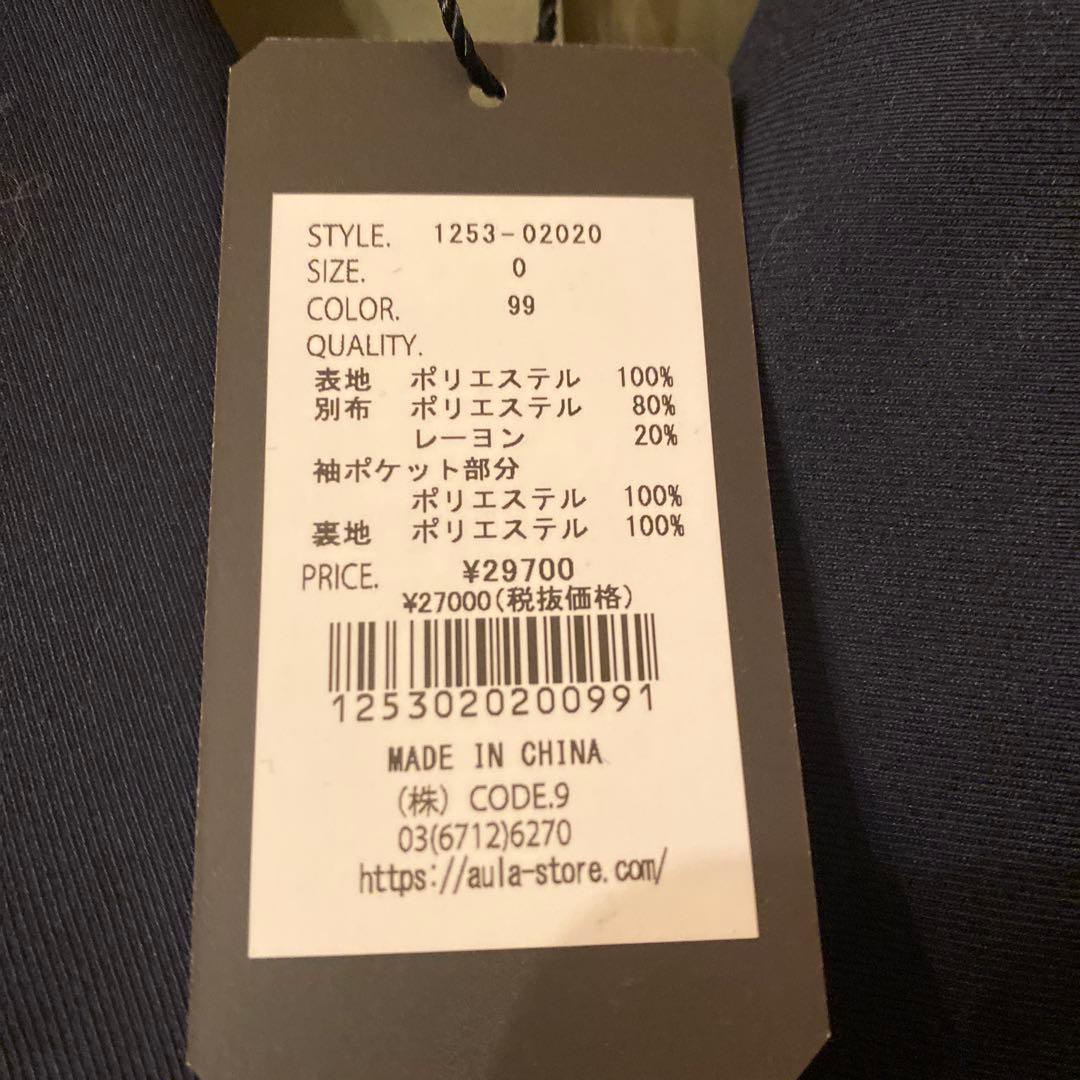 STYLE. 1253-02020
SIZE. 0
COLOR. 99
QUALITY.
表地 ポリエステル 100%
別布 ポリエステル 80%
レーヨン 20%
袖ポケット部分
ポリエステル 100%
裏地 ポリエステル 100%
PRICE. ¥29700
¥27000(税抜価格)
1253020200991
MADE IN CHINA
(株) CODE.9
03(6712)6270
https://aula-store.com/